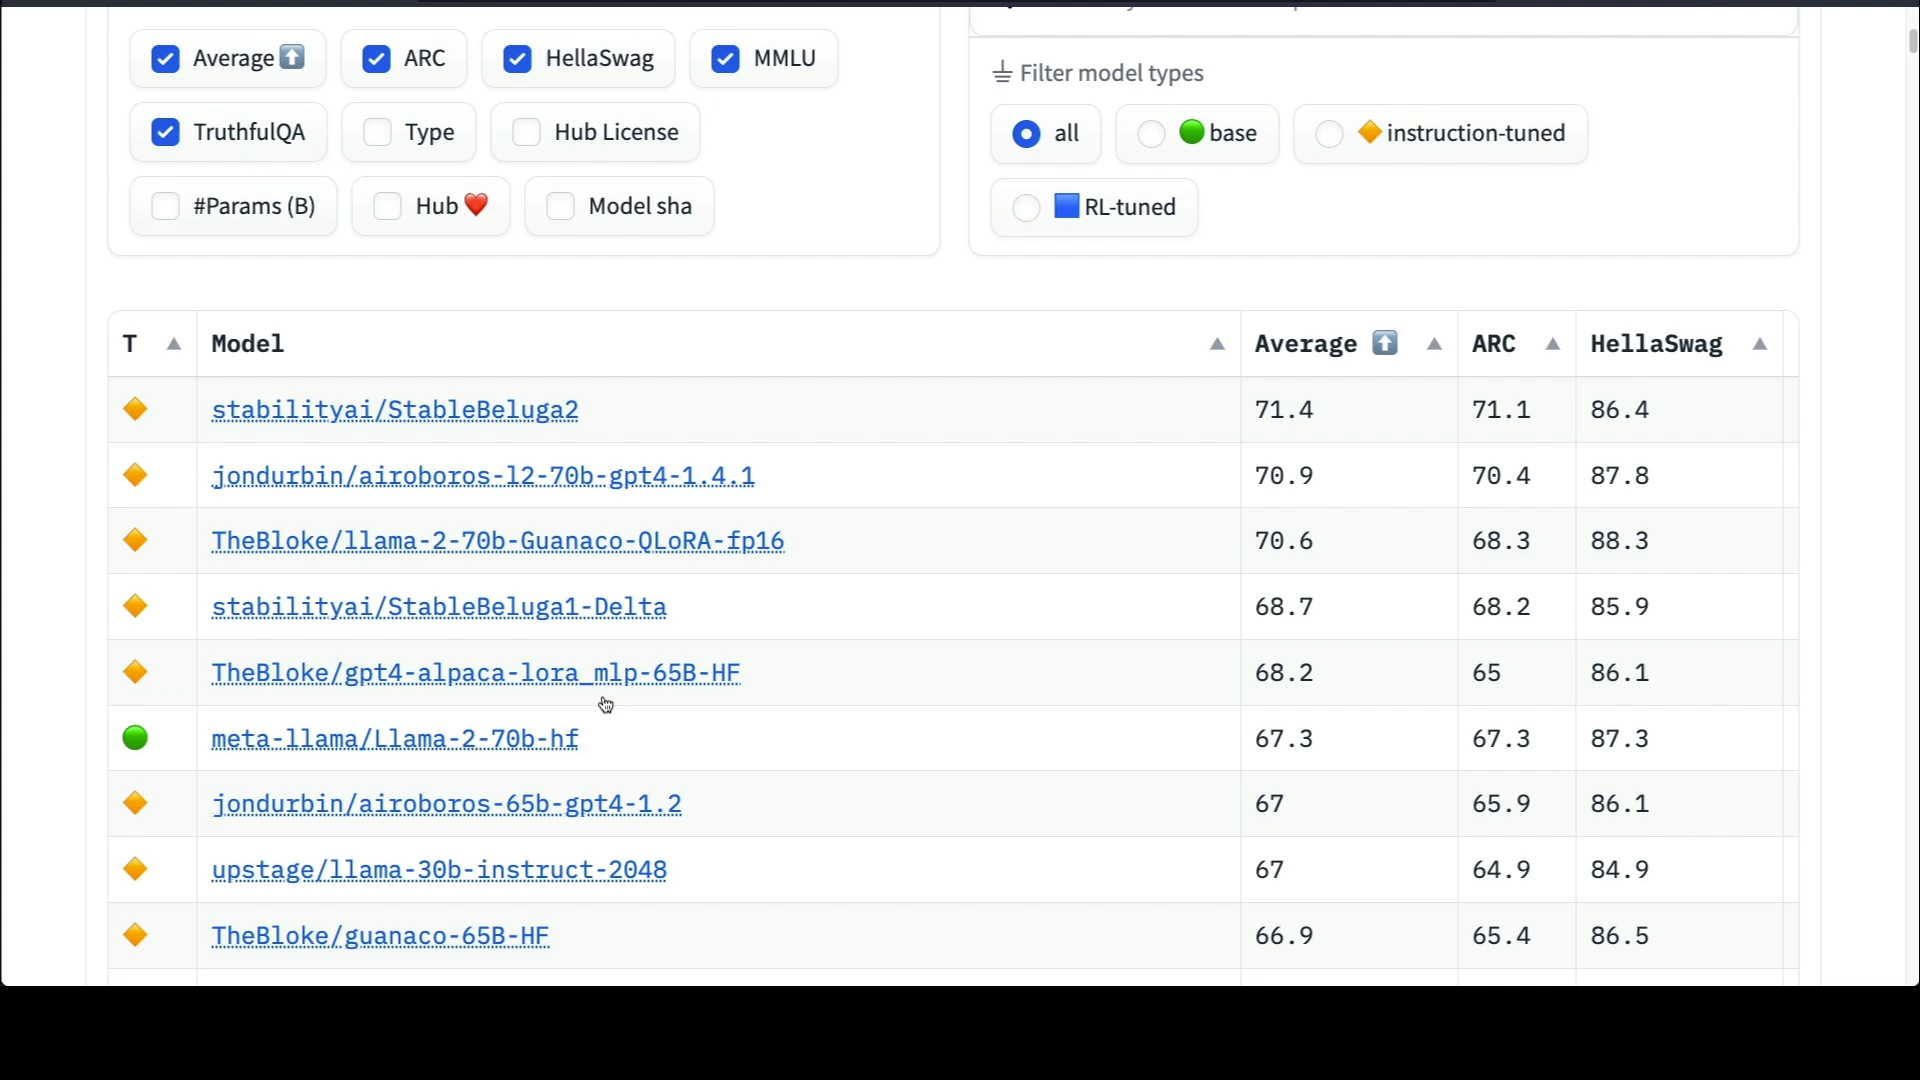 Average ⬆️ ARC HellaSwag MMLU
TruthfulQA Type Hub License
#Params (B) Hub ❤️ Model sha
Filter model types
all base instruction-tuned
RL-tuned
T Model Average ⬆️ ARC HellaSwag
stabilityai/StableBeluga2 71.4 71.1 86.4
jondurbin/airoboros-l2-70b-gpt4-1.4.1 70.9 70.4 87.8
TheBloke/llama-2-70b-Guanaco-QLoRA-fp16 70.6 68.3 88.3
stabilityai/StableBeluga1-Delta 68.7 68.2 85.9
TheBloke/gpt4-alpaca-lora_mlp-65B-HF 68.2 65 86.1
meta-llama/Llama-2-70b-hf 67.3 67.3 87.3
jondurbin/airoboros-65b-gpt4-1.2 67 65.9 86.1
upstage/llama-30b-instruct-2048 67 64.9 84.9
TheBloke/guanaco-65B-HF 66.9 65.4 86.5